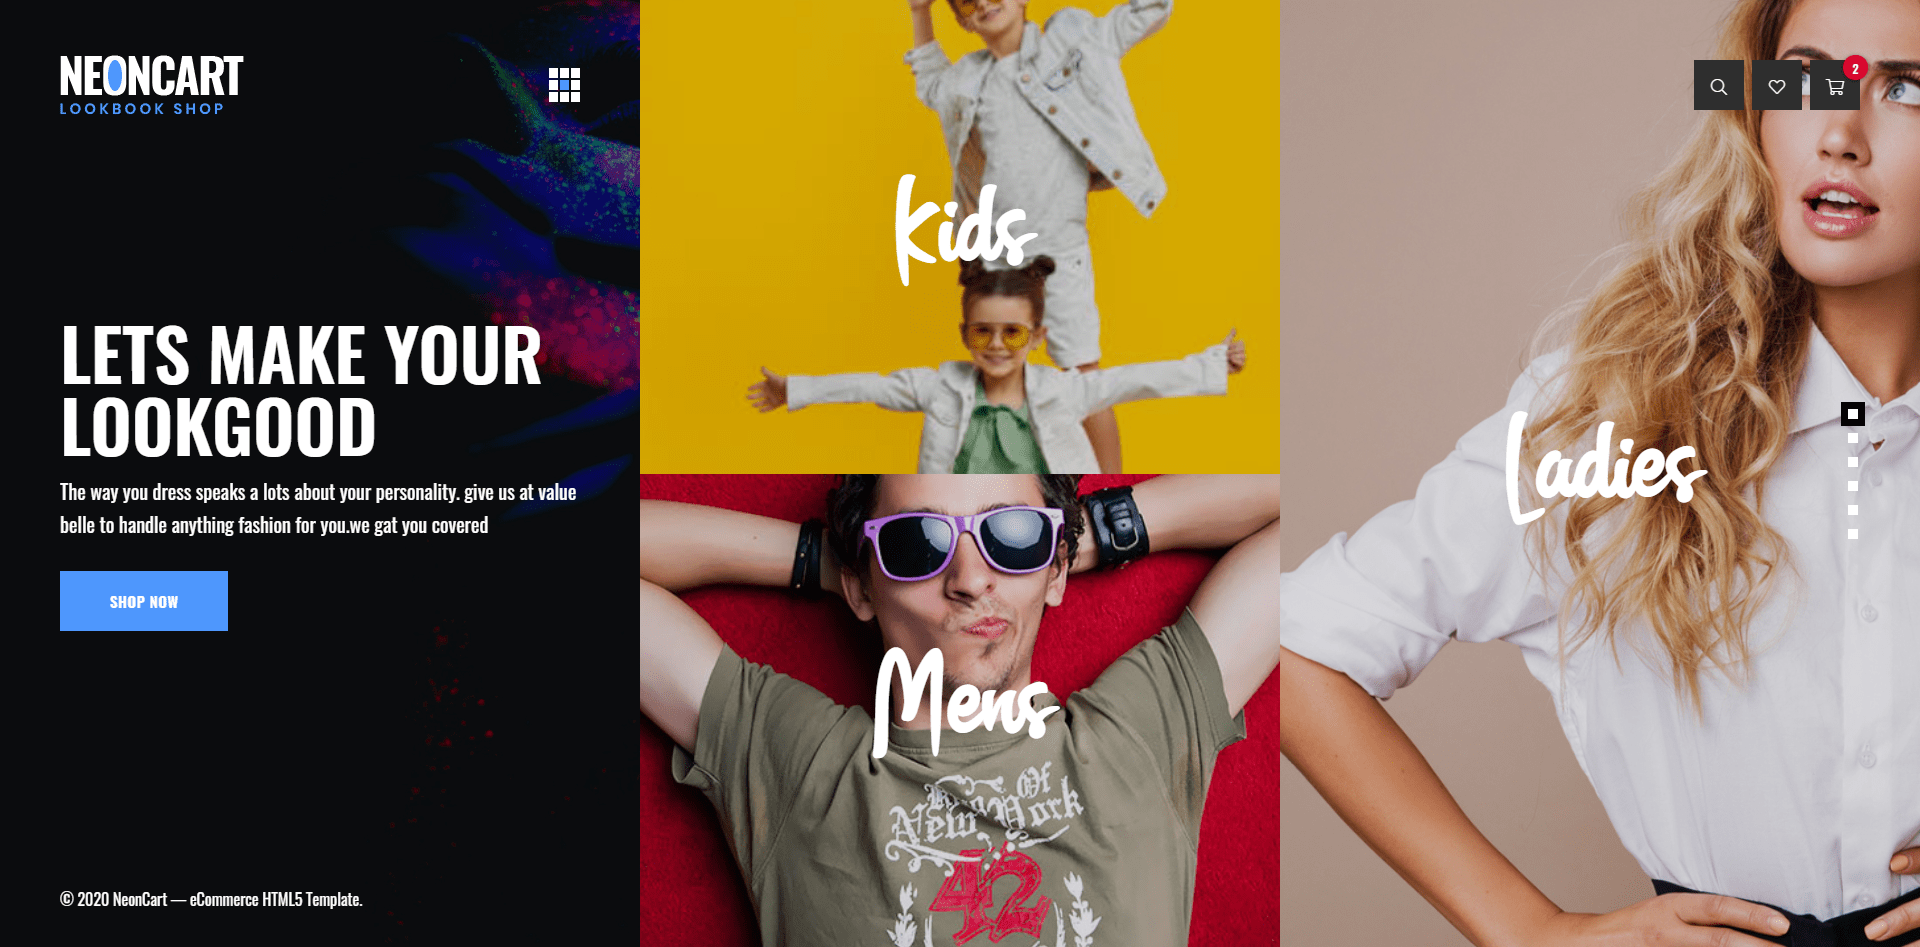 NEONCART
LOOKBOOK SHOP
2
LETS MAKE YOUR
LOOKGOOD
The way you dress speaks a lots about your personality. give us at value
belle to handle anything fashion for you.we gat you covered
SHOP NOW
Kids
Mens
Ladies
Of
New York
42
© 2020 NeonCart — eCommerce HTML5 Template.